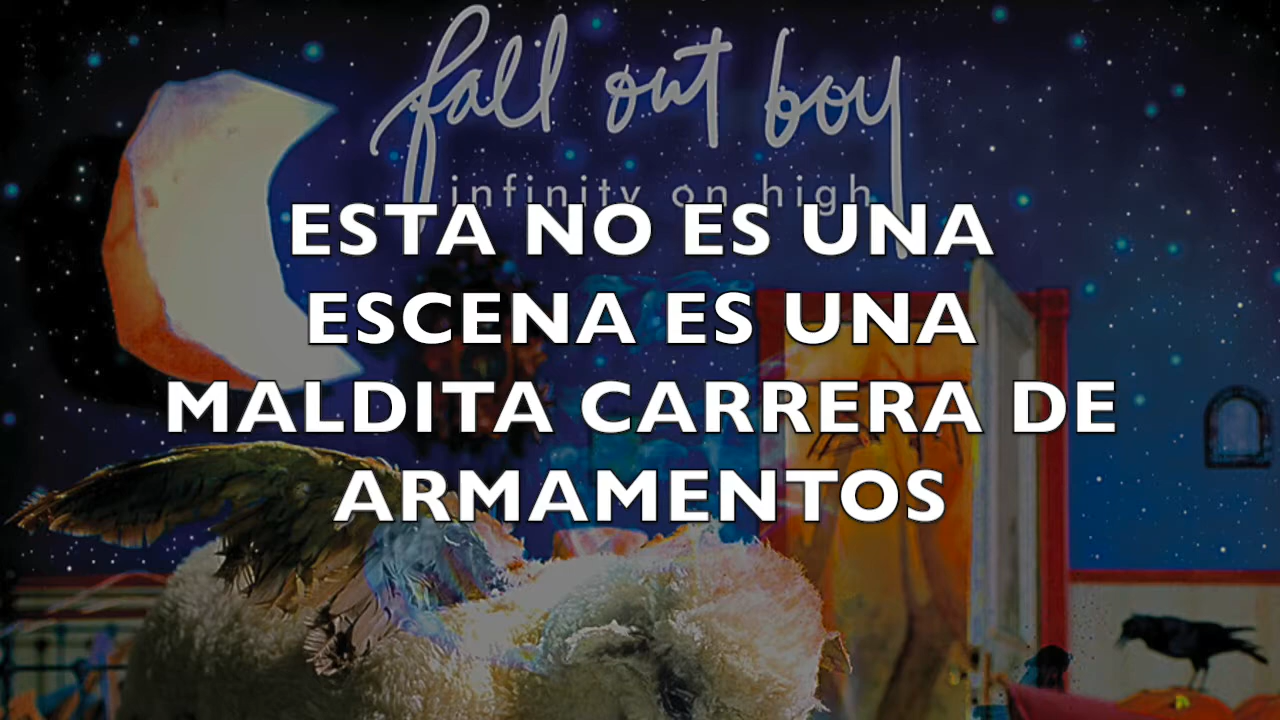 fall out boy
infinity on high
ESTA NO ES UNA
ESCENA ES UNA
MALDITA CARRERA DE
ARMAMENTOS